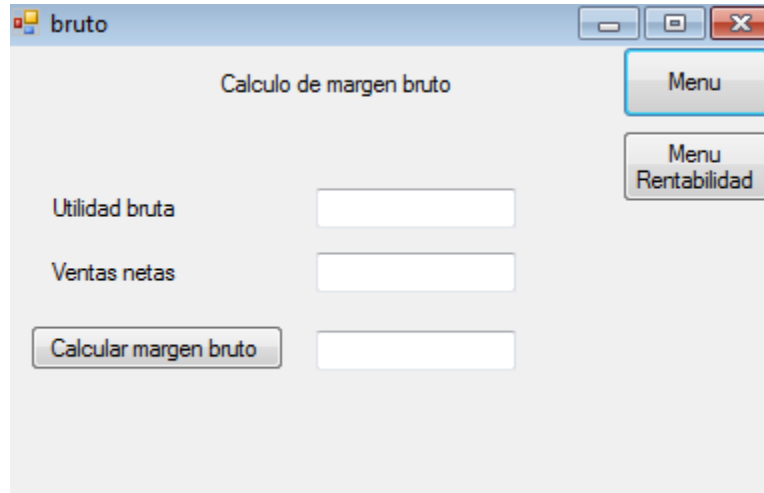 bruto
Calculo de margen bruto
Menu
Menu
Rentabilidad
Utilidad bruta
Ventas netas
Calcular margen bruto